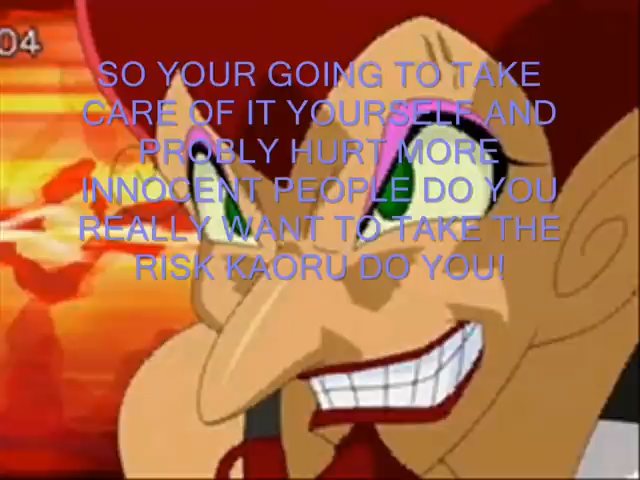 04
SO YOUR GOING TO TAKE
CARE OF IT YOURSELF AND
PROBLY HURT MORE
INNOCENT PEOPLE DO YOU
REALLY WANT TO TAKE THE
RISK KAORU DO YOU!